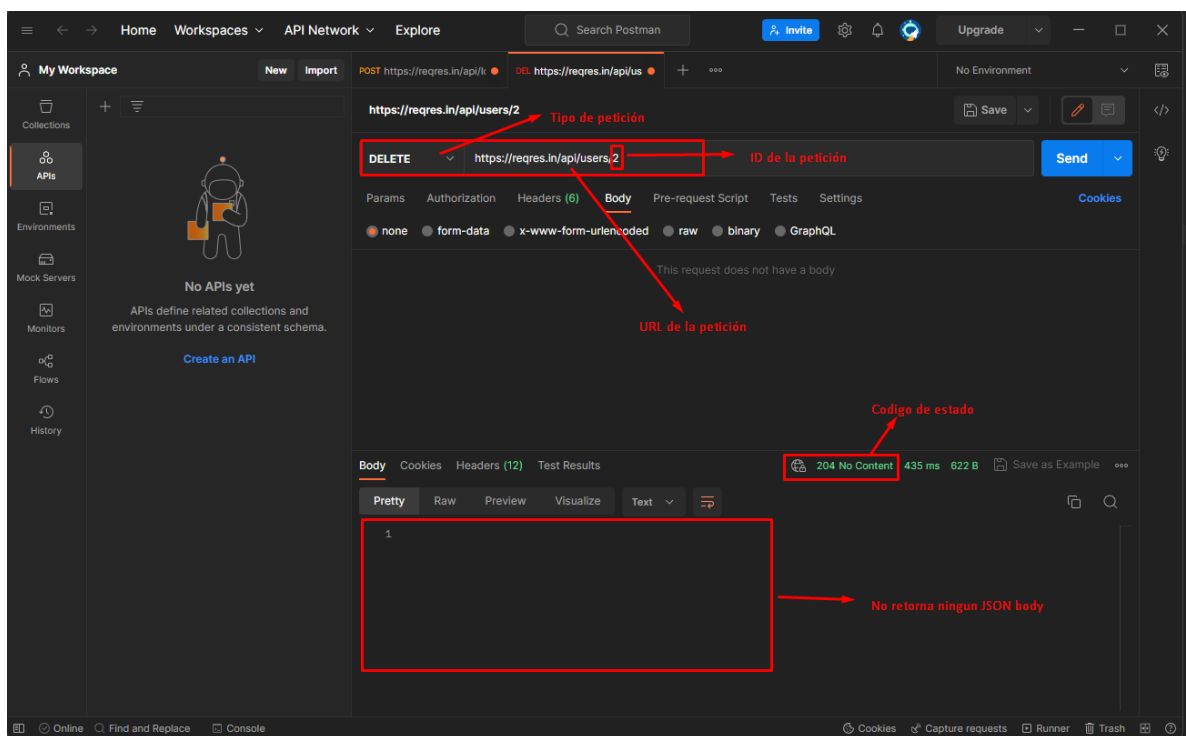 Home Workspaces API Network Explore Search Postman Invite Upgrade
My Workspace New Import POST https://reqres.in/api/lo DEL https://reqres.in/api/us No Environment
Collections
APIs
Environments
Mock Servers
Monitors
Flows
History
No APIs yet
APIs define related collections and
environments under a consistent schema.
Create an API
https://reqres.in/api/users/2 Save
Tipo de petición
DELETE https://reqres.in/api/users/2 ID de la petición Send
Params Authorization Headers (6) Body Pre-request Script Tests Settings Cookies
none form-data x-www-form-urlencoded raw binary GraphQL
This request does not have a body
URL de la petición
Codigo de estado
Body Cookies Headers (12) Test Results 204 No Content 435 ms 622 B Save as Example
Pretty Raw Preview Visualize Text
1
No retorna ningun JSON body
Online Find and Replace Console Cookies Capture requests Runner Trash